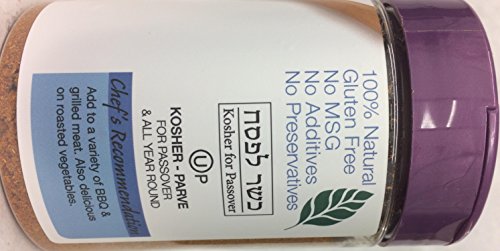 100% Natural
Gluten Free
No MSG
No Additives
No Preservatives
כשר לפסח
Kosher for Passover
U P
KOSHER - PARVE
FOR PASSOVER
& ALL YEAR ROUND
Chef's Recommendation
Add to a variety of BBQ &
grilled meat. Also delicious
on roasted vegetables.